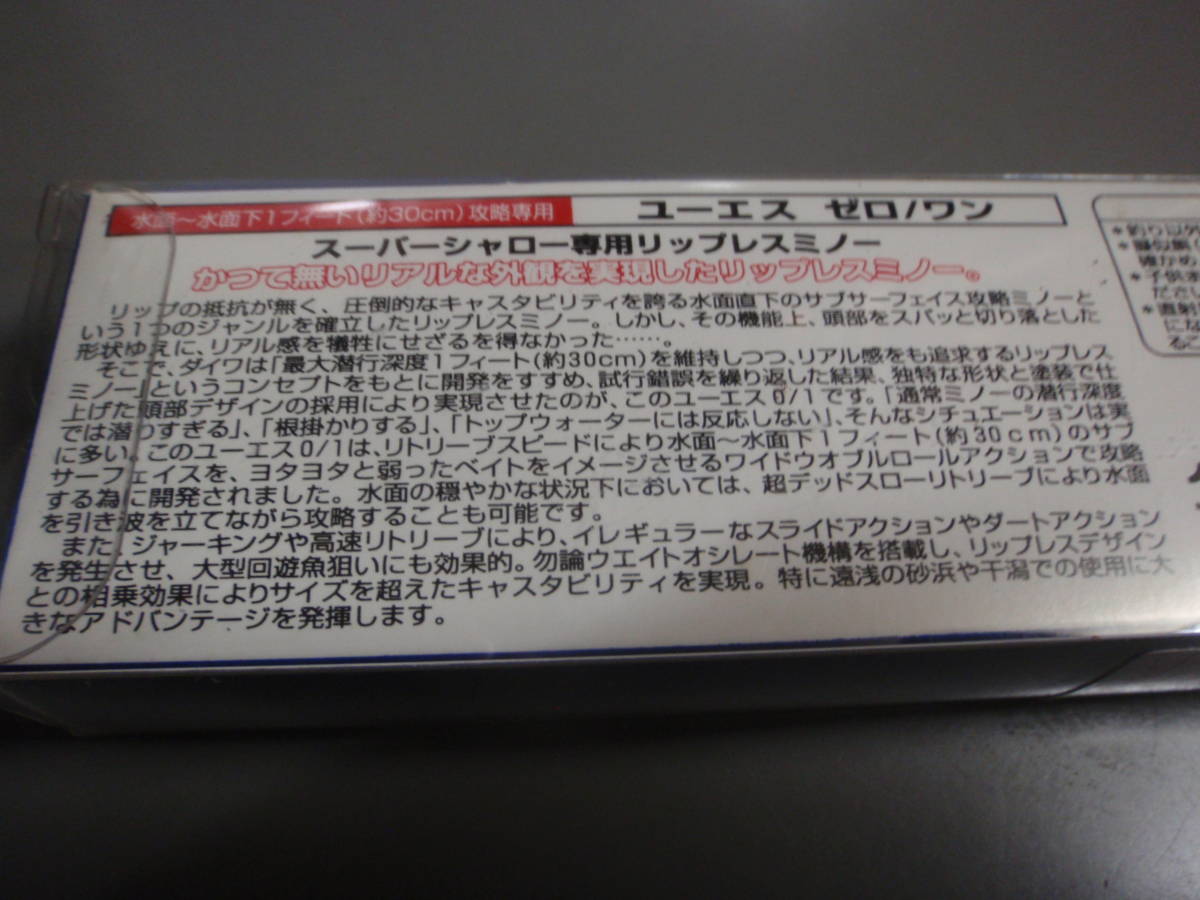 水面～水面下1フィート(約30cm)攻略専用
ユーエス ゼロ/ワン
スーパーシャロー専用リップレスミノー
かつて無いリアルな外観を実現したリップレスミノー。
リップの抵抗が無く、圧倒的なキャスタビリティを誇る水面直下のサブサーフェイス攻略ミノーと
いう1つのジャンルを確立したリップレスミノー。しかし、その機能上、頭部をスパッと切り落とした
形状ゆえに、リアル感を犠牲にせざるを得なかった……。
そこで、ダイワは「最大潜行深度1フィート(約30cm)を維持しつつ、リアル感をも追求するリップレス
ミノー」というコンセプトをもとに開発をすすめ、試行錯誤を繰り返した結果、独特な形状と塗装で仕
上げた頭部デザインの採用により実現させたのが、このユーエス0/1です。「通常ミノーの潜行深度
では潜りすぎる」、「根掛かりする」、「トップウォーターには反応しない」、そんなシチュエーションは実
に多い。このユーエス0/1は、リトリーブスピードにより水面～水面下1フィート(約30cm)のサブ
サーフェイスを、ヨタヨタと弱ったベイトをイメージさせるワイドウオブルロールアクションで攻略
する為に開発されました。水面の穏やかな状況下においては、超デッドスローリトリーブにより水面
を引き波を立てながら攻略することも可能です。
また、ジャーキングや高速リトリーブにより、イレギュラーなスライドアクションやダートアクション
を発生させ、大型回遊魚狙いにも効果的。勿論ウエイトオシレート機構を搭載し、リップレスデザイン
との相乗効果によりサイズを超えたキャスタビリティを実現。特に遠浅の砂浜や干潟での使用に大
きなアドバンテージを発揮します。
＊釣り以外
確かめ
＊子供
ださい
＊直射
にな
るこ